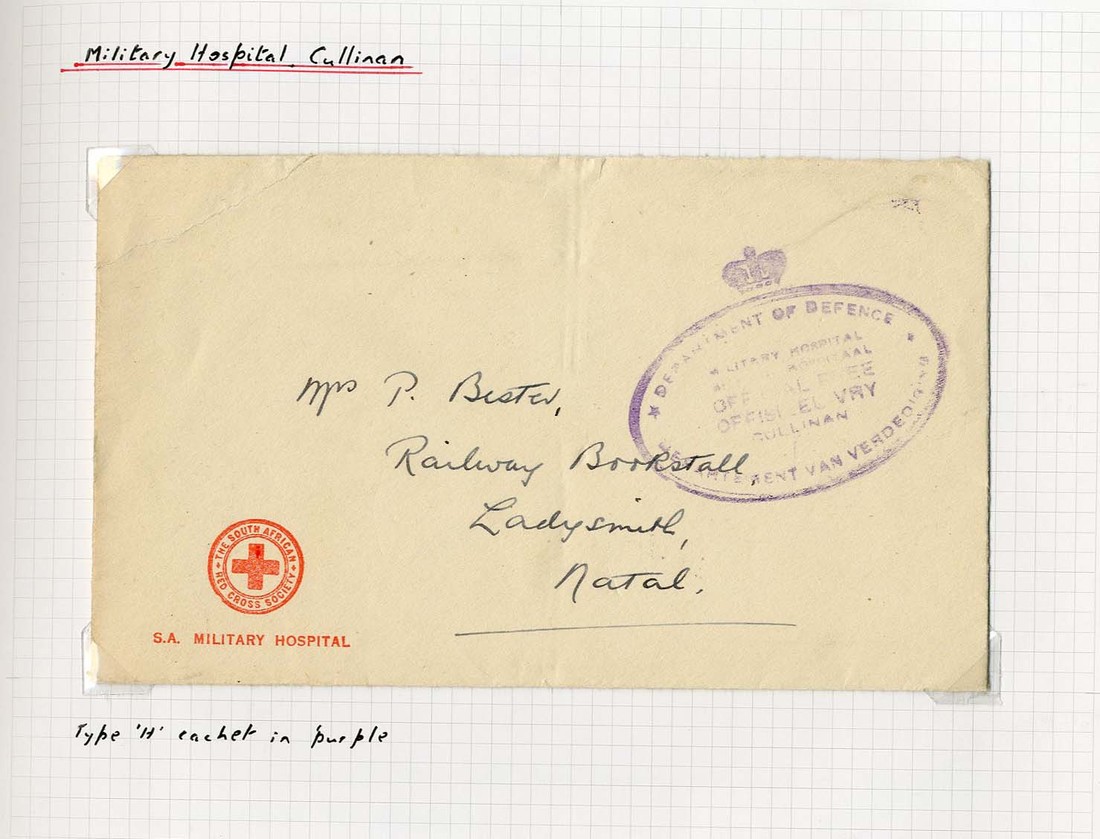 Military Hospital, Cullinan
★ DEPARTMENT OF DEFENCE ★
MILITARY HOSPITAL
HOSPITAAL
OFFICIAL FREE
OFFISIEEL VRY
CULLINAN
DEPARTEMENT VAN VERDEDIGING
Mrs P. Bester,
Railway Bookstall,
Ladysmith,
Natal.
THE SOUTH AFRICAN
RED CROSS SOCIETY
S.A. MILITARY HOSPITAL
Type 'H' cachet in purple